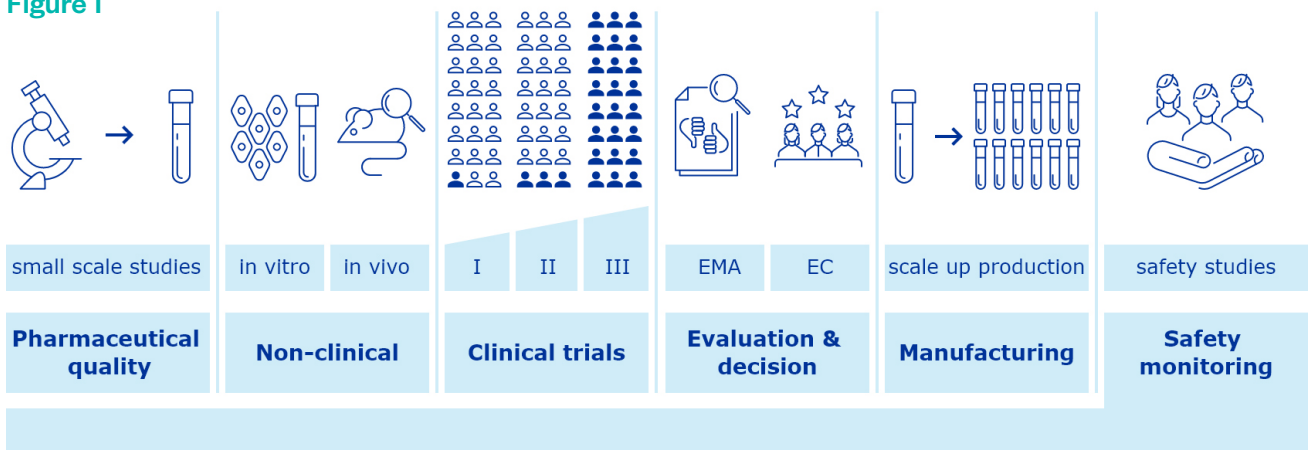 Figure 1
small scale studies
in vitro
in vivo
I
II
III
EMA
EC
scale up production
safety studies
Pharmaceutical
quality
Non-clinical
Clinical trials
Evaluation &
decision
Manufacturing
Safety
monitoring